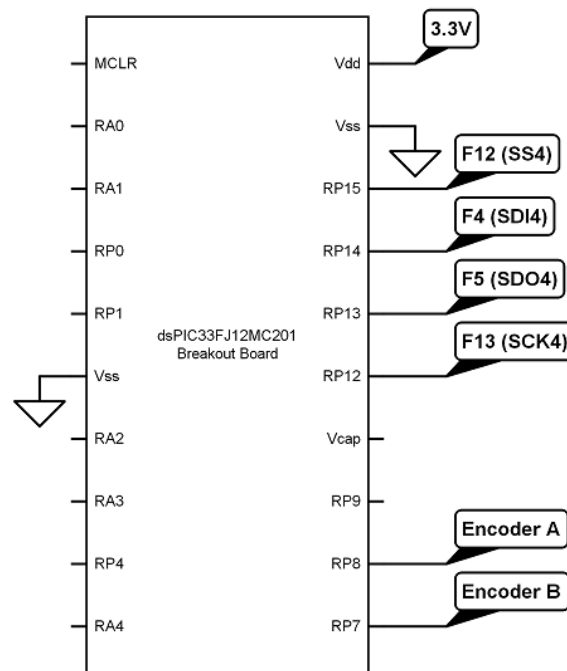 3.3V
MCLR
Vdd
RA0
Vss
F12 (SS4)
RA1
RP15
F4 (SDI4)
RP0
RP14
F5 (SDO4)
RP1
RP13
dsPIC33FJ12MC201
Breakout Board
F13 (SCK4)
Vss
RP12
RA2
Vcap
RA3
RP9
Encoder A
RP4
RP8
Encoder B
RA4
RP7